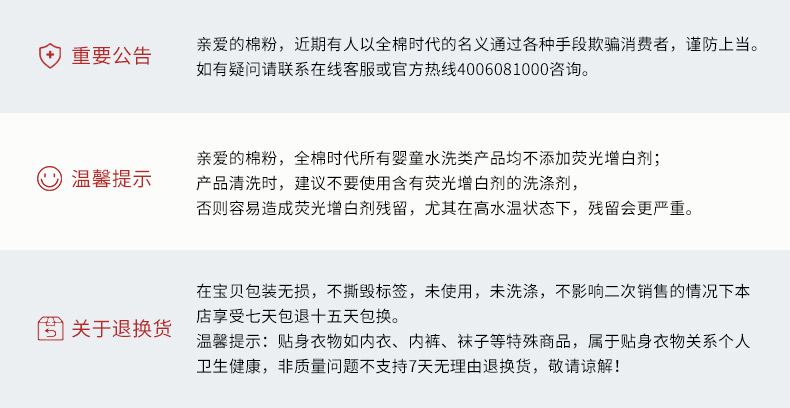 重要公告
亲爱的棉粉，近期有人以全棉时代的名义通过各种手段欺骗消费者，谨防上当。
如有疑问请联系在线客服或官方热线4006081000咨询。
温馨提示
亲爱的棉粉，全棉时代所有婴童水洗类产品均不添加荧光增白剂；
产品清洗时，建议不要使用含有荧光增白剂的洗涤剂，
否则容易造成荧光增白剂残留，尤其在高水温状态下，残留会更严重。
关于退换货
在宝贝包装无损，不撕毁标签，未使用，未洗涤，不影响二次销售的情况下本
店享受七天包退十五天包换。
温馨提示：贴身衣物如内衣、内裤、袜子等特殊商品，属于贴身衣物关系个人
卫生健康，非质量问题不支持7天无理由退换货，敬请谅解！